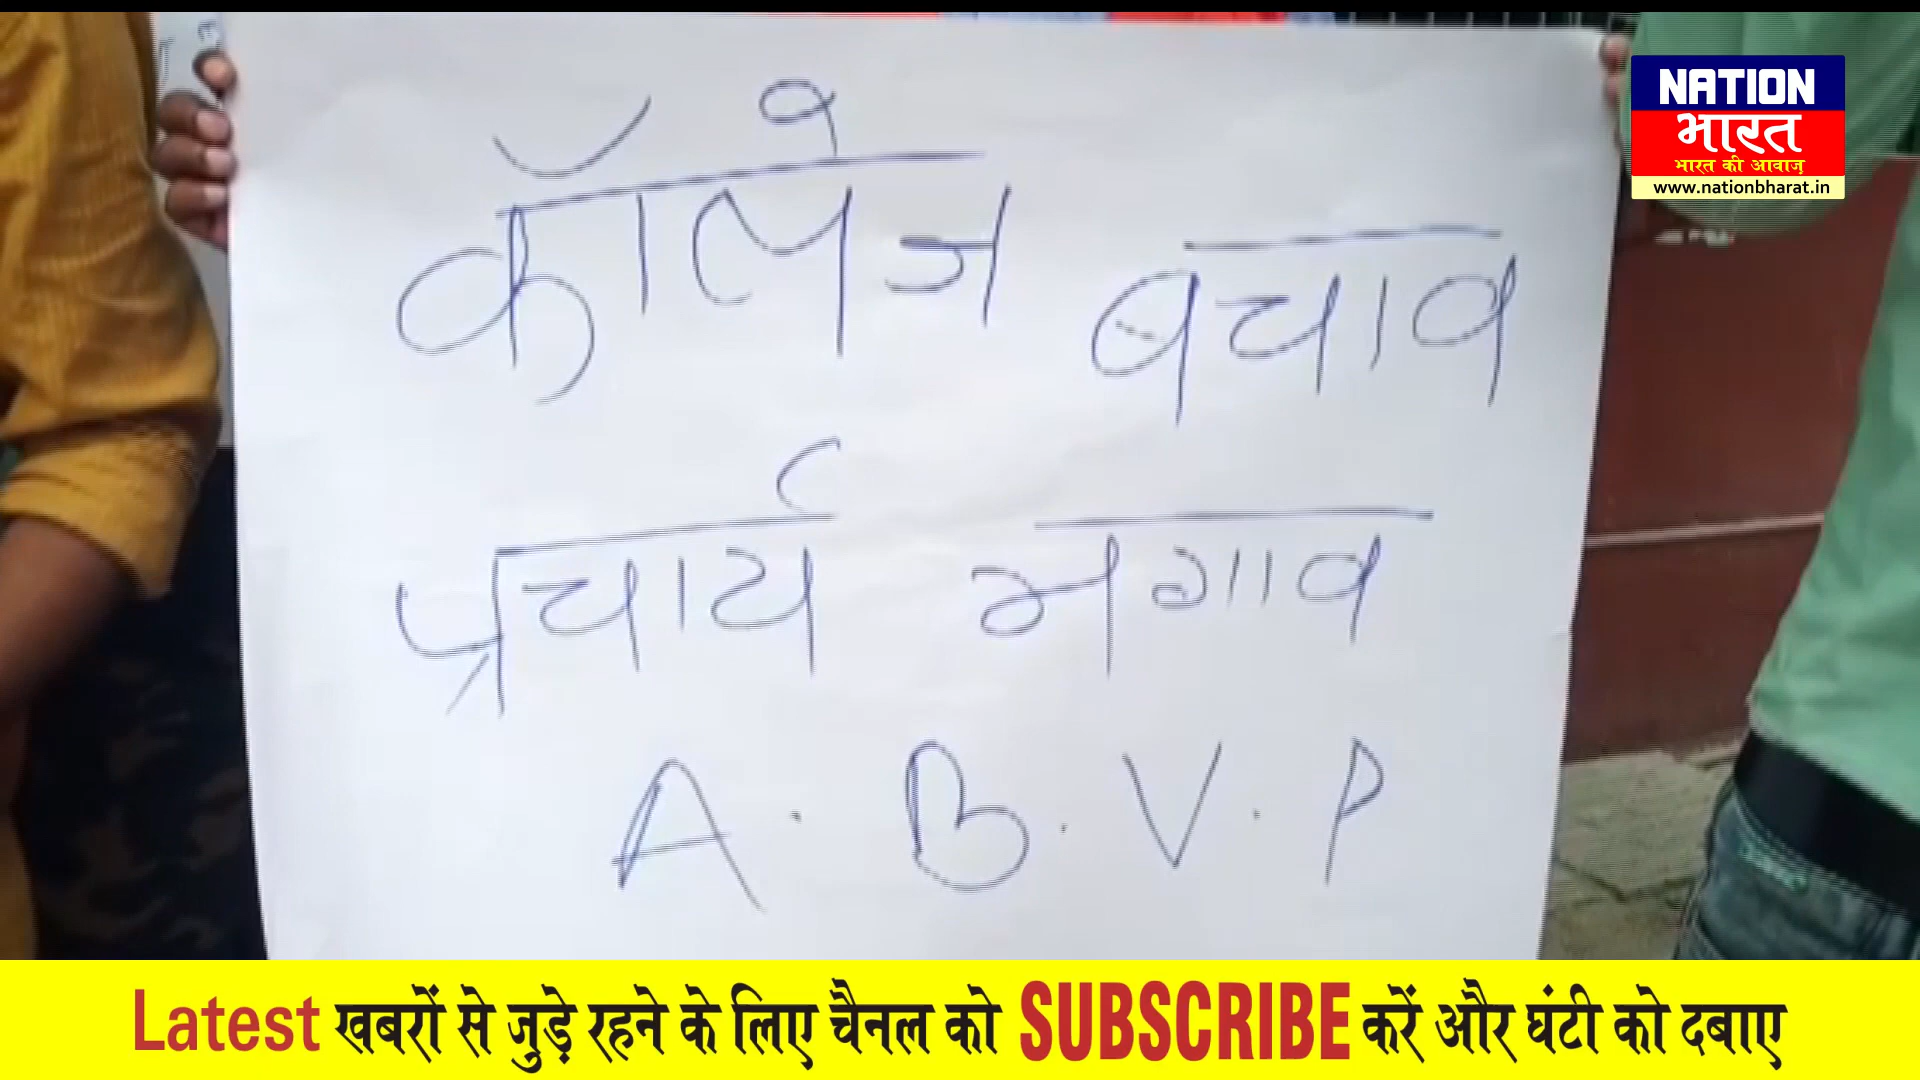 कॉलेज बचाव
प्रचार्य भगाव
A. B. V. P
NATION
भारत
भारत की आवाज़
www.nationbharat.in
Latest खबरों से जुड़े रहने के लिए चैनल को SUBSCRIBE करें और घंटी को दबाए